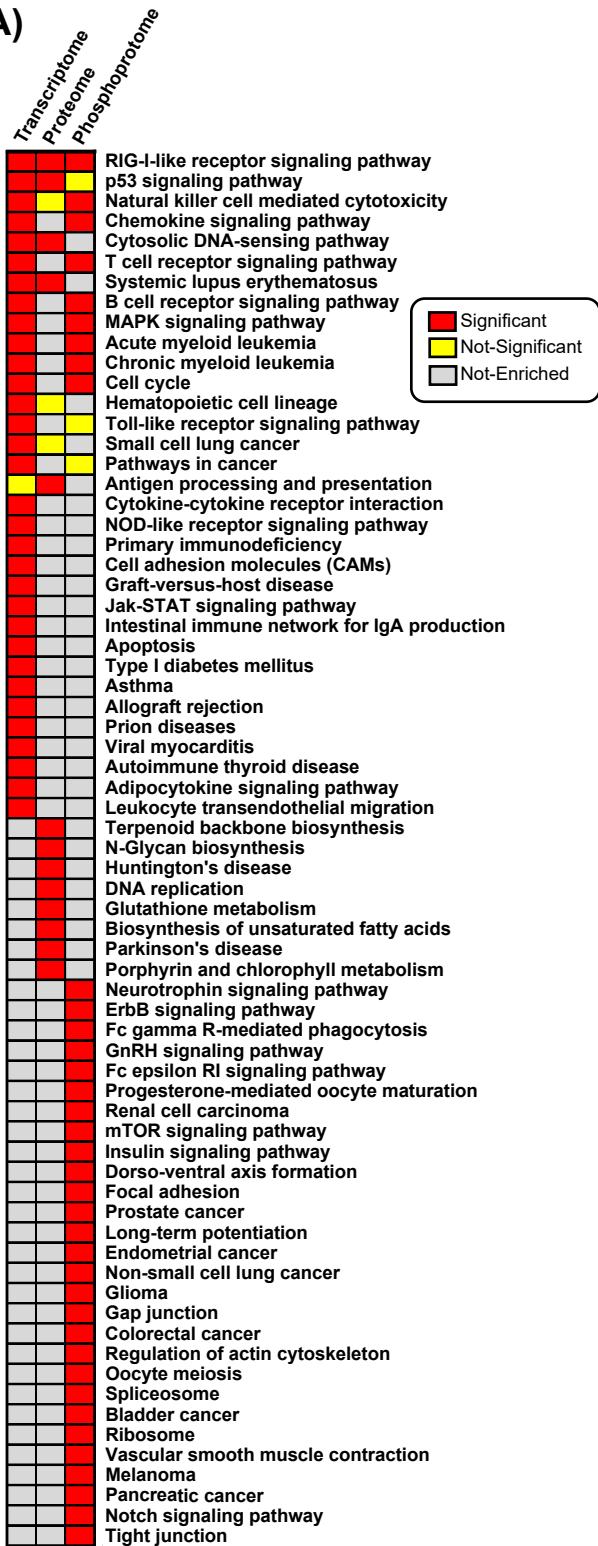 A)
Transcriptome
Proteome
Phosphoprotome
RIG-I-like receptor signaling pathway
p53 signaling pathway
Natural killer cell mediated cytotoxicity
Chemokine signaling pathway
Cytosolic DNA-sensing pathway
T cell receptor signaling pathway
Systemic lupus erythematosus
B cell receptor signaling pathway
MAPK signaling pathway
Acute myeloid leukemia
Chronic myeloid leukemia
Cell cycle
Hematopoietic cell lineage
Toll-like receptor signaling pathway
Small cell lung cancer
Pathways in cancer
Antigen processing and presentation
Cytokine-cytokine receptor interaction
NOD-like receptor signaling pathway
Primary immunodeficiency
Cell adhesion molecules (CAMs)
Graft-versus-host disease
Jak-STAT signaling pathway
Intestinal immune network for IgA production
Apoptosis
Type I diabetes mellitus
Asthma
Allograft rejection
Prion diseases
Viral myocarditis
Autoimmune thyroid disease
Adipocytokine signaling pathway
Leukocyte transendothelial migration
Terpenoid backbone biosynthesis
N-Glycan biosynthesis
Huntington's disease
DNA replication
Glutathione metabolism
Biosynthesis of unsaturated fatty acids
Parkinson's disease
Porphyrin and chlorophyll metabolism
Neurotrophin signaling pathway
ErbB signaling pathway
Fc gamma R-mediated phagocytosis
GnRH signaling pathway
Fc epsilon RI signaling pathway
Progesterone-mediated oocyte maturation
Renal cell carcinoma
mTOR signaling pathway
Insulin signaling pathway
Dorso-ventral axis formation
Focal adhesion
Prostate cancer
Long-term potentiation
Endometrial cancer
Non-small cell lung cancer
Glioma
Gap junction
Colorectal cancer
Regulation of actin cytoskeleton
Oocyte meiosis
Spliceosome
Bladder cancer
Ribosome
Vascular smooth muscle contraction
Melanoma
Pancreatic cancer
Notch signaling pathway
Tight junction
Significant
Not-Significant
Not-Enriched